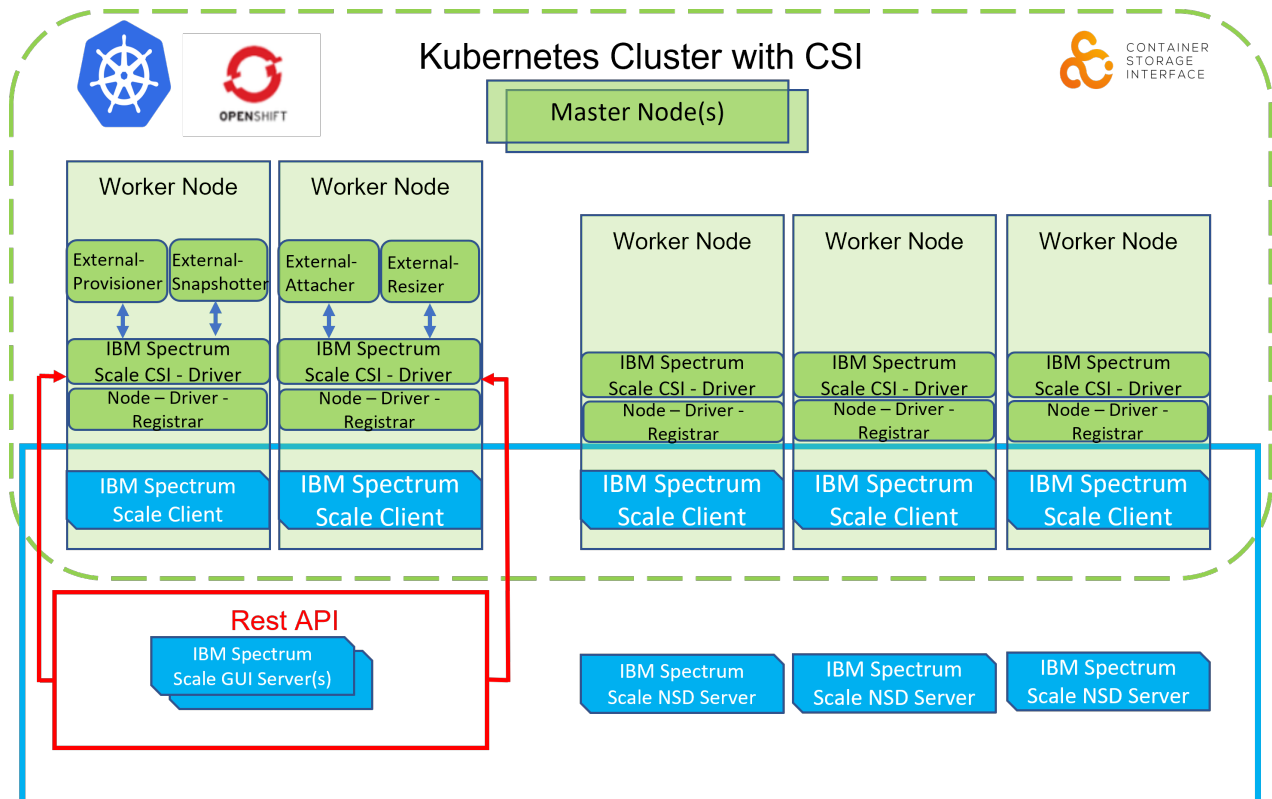 Kubernetes Cluster with CSI
OPENSHIFT
CONTAINER
STORAGE
INTERFACE
Master Node(s)
Worker Node
External-
Provisioner
External-
Snapshotter
IBM Spectrum
Scale CSI - Driver
Node – Driver -
Registrar
IBM Spectrum
Scale Client
Worker Node
External-
Attacher
External-
Resizer
IBM Spectrum
Scale CSI - Driver
Node – Driver -
Registrar
IBM Spectrum
Scale Client
Worker Node
IBM Spectrum
Scale CSI - Driver
Node – Driver -
Registrar
IBM Spectrum
Scale Client
Worker Node
IBM Spectrum
Scale CSI - Driver
Node – Driver -
Registrar
IBM Spectrum
Scale Client
Worker Node
IBM Spectrum
Scale CSI - Driver
Node – Driver -
Registrar
IBM Spectrum
Scale Client
Rest API
IBM Spectrum
Scale GUI Server(s)
IBM Spectrum
Scale NSD Server
IBM Spectrum
Scale NSD Server
IBM Spectrum
Scale NSD Server